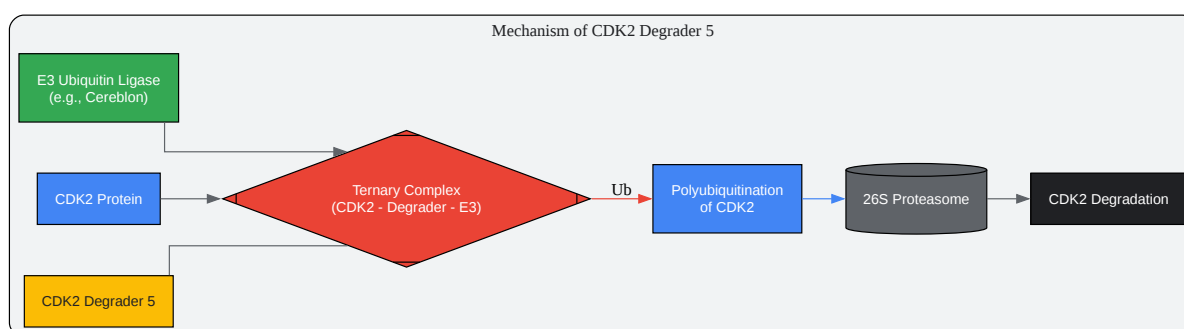 Mechanism of CDK2 Degrader 5
E3 Ubiquitin Ligase
(e.g., Cereblon)
CDK2 Protein
CDK2 Degrader 5
Ternary Complex
(CDK2 - Degrader - E3)
Ub
Polyubiquitination
of CDK2
26S Proteasome
CDK2 Degradation